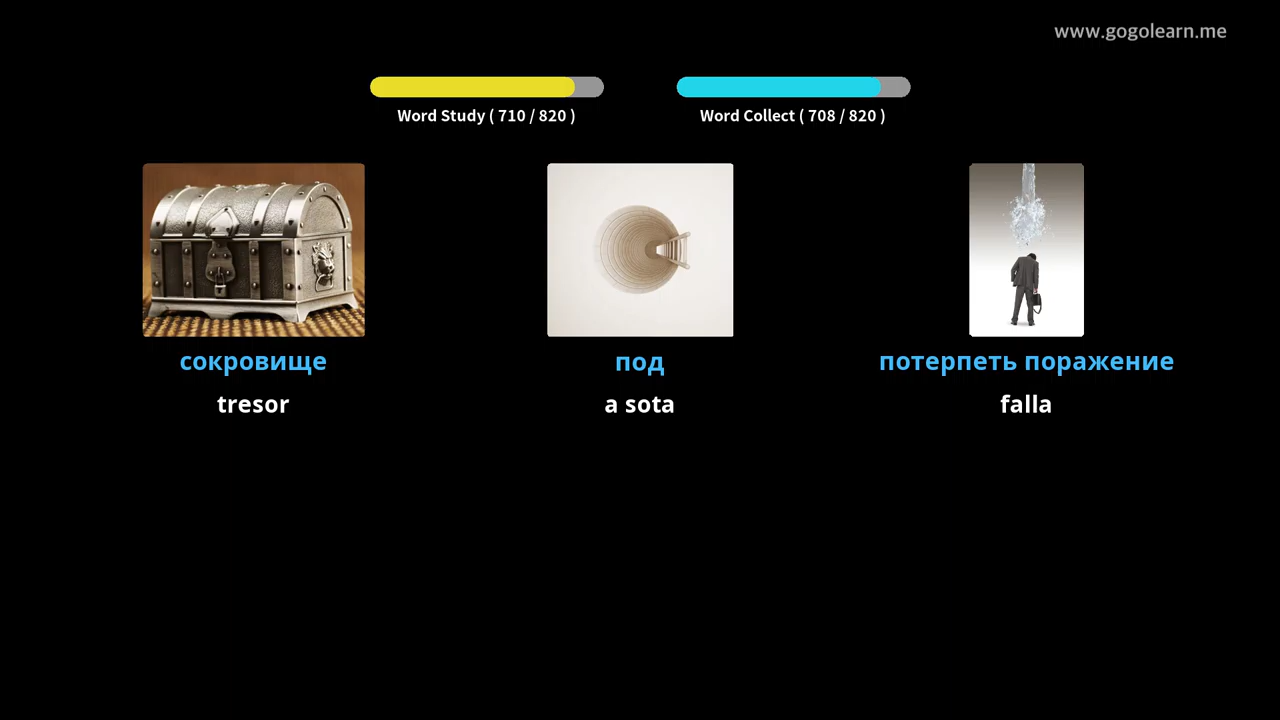 www.gogolearn.me
Word Study ( 710 / 820 )
Word Collect ( 708 / 820 )
сокровище
под
потерпеть поражение
tresor
a sota
falla